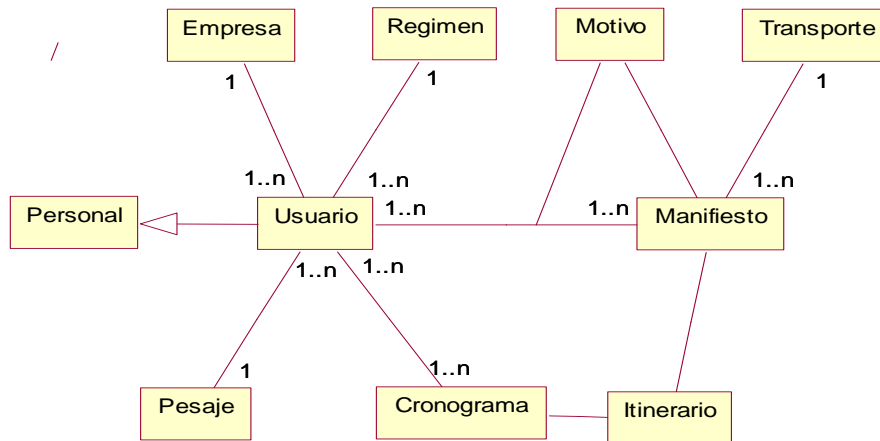 Empresa
Regimen
Motivo
Transporte
1
1
1
1..n
1..n
1..n
Personal
Usuario
1..n
1..n
Manifiesto
1..n
1..n
1
1..n
Pesaje
Cronograma
Itinerario